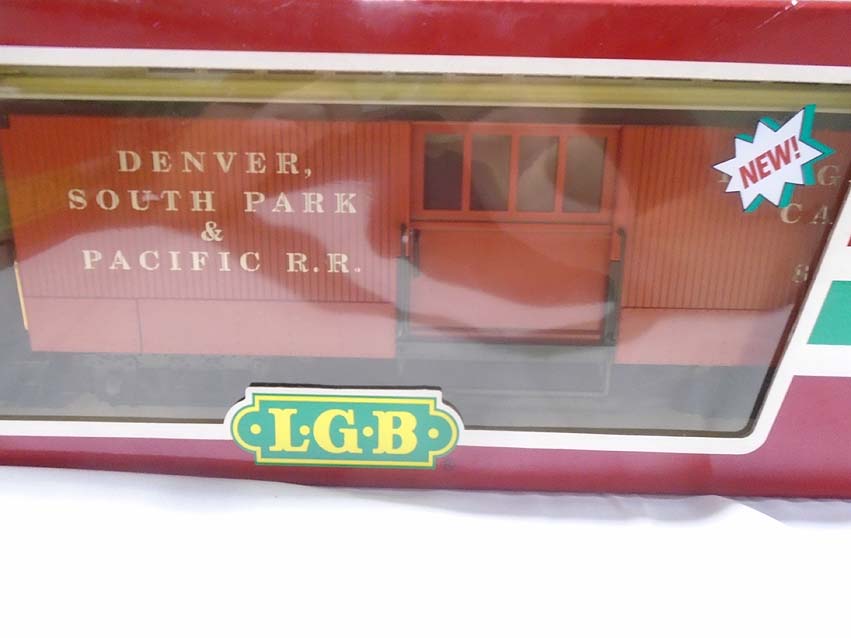 DENVER,
SOUTH PARK
&
PACIFIC R.R.
NEW!
L·G·B